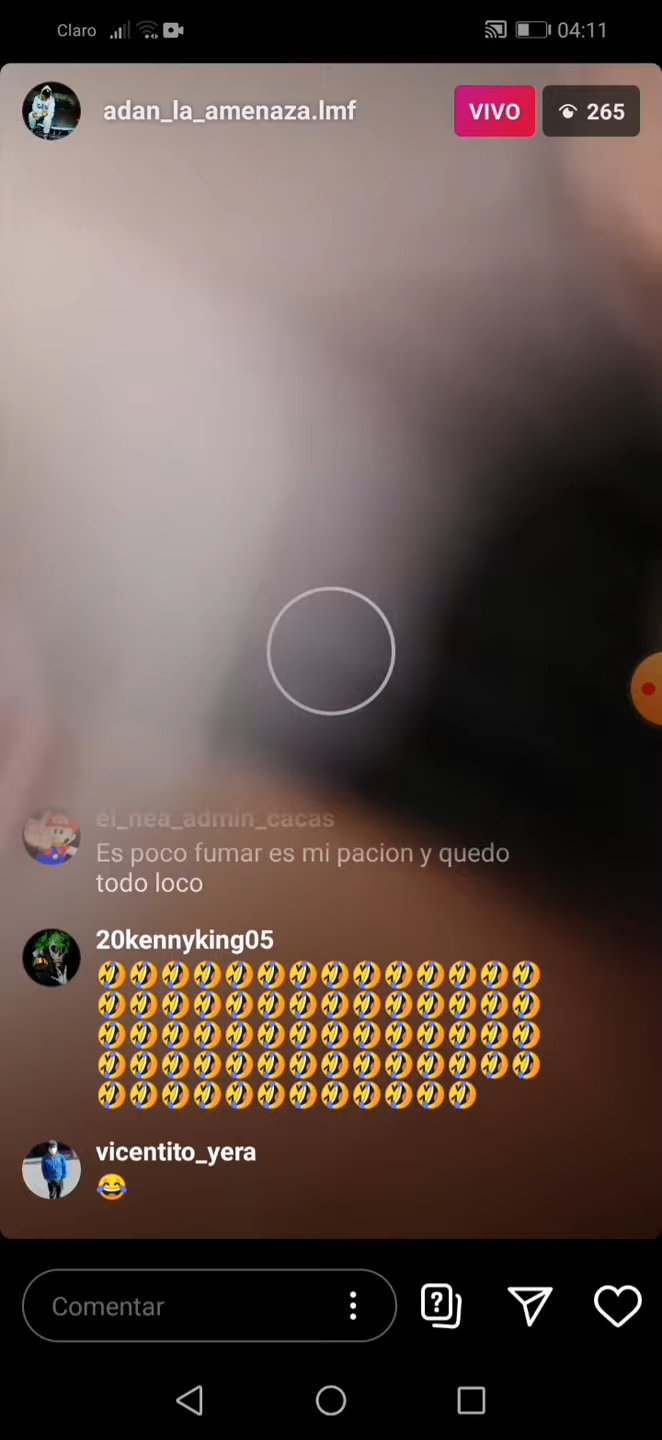 Claro 04:11
adan_la_amenaza.lmf VIVO 265
el_nea_admin_cacas
Es poco fumar es mi pacion y quedo
todo loco
20kennyking05
🤣🤣🤣🤣🤣🤣🤣🤣🤣🤣🤣🤣🤣🤣
🤣🤣🤣🤣🤣🤣🤣🤣🤣🤣🤣🤣🤣🤣
🤣🤣🤣🤣🤣🤣🤣🤣🤣🤣🤣🤣🤣🤣
🤣🤣🤣🤣🤣🤣🤣🤣🤣🤣🤣🤣🤣🤣
🤣🤣🤣🤣🤣🤣🤣🤣🤣🤣🤣🤣
vicentito_yera
😂
Comentar